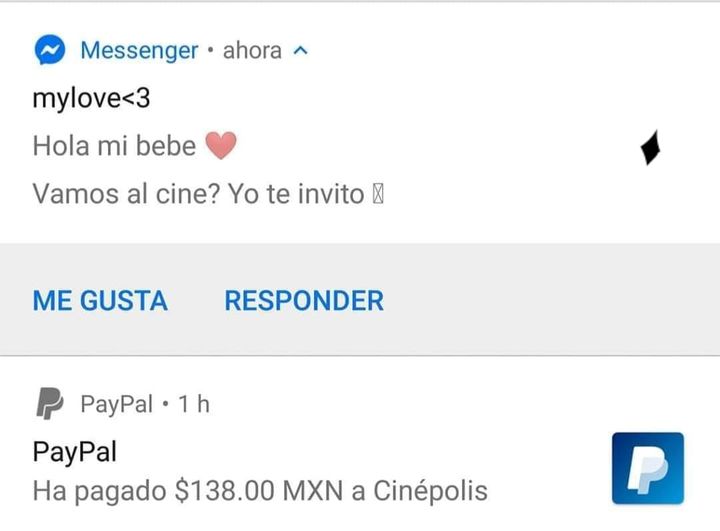 Messenger • ahora
mylove<3
Hola mi bebe ❤️
Vamos al cine? Yo te invito
ME GUSTA RESPONDER
PayPal • 1 h
PayPal
Ha pagado $138.00 MXN a Cinépolis